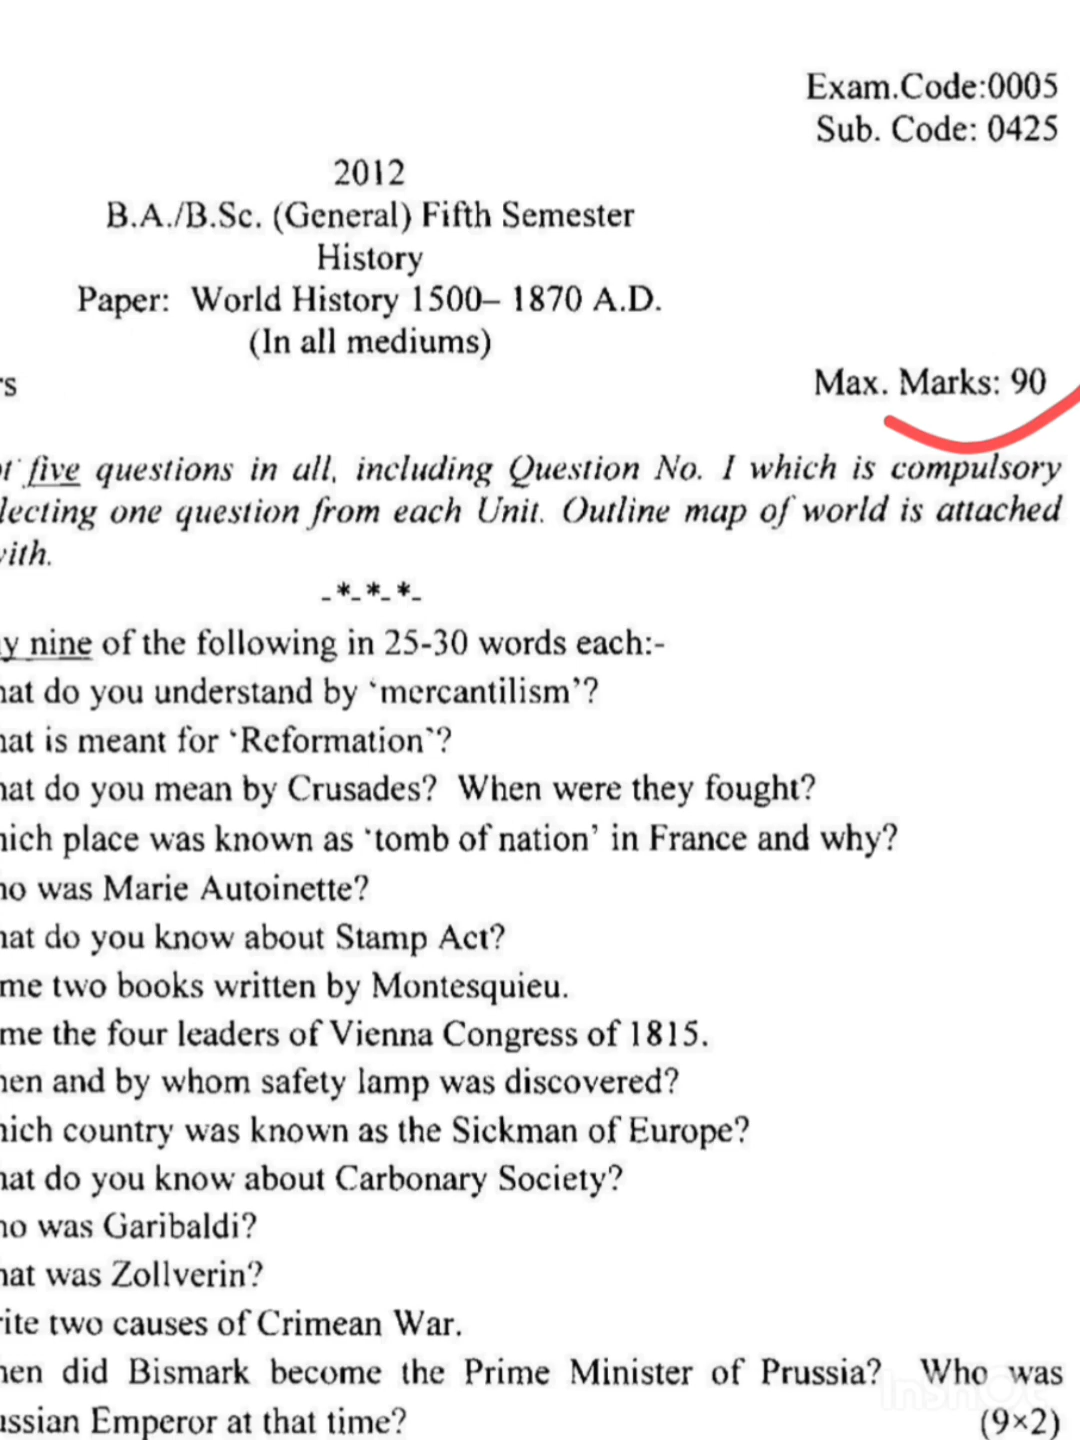 Exam.Code:0005
Sub. Code: 0425
2012
B.A./B.Sc. (General) Fifth Semester
History
Paper: World History 1500– 1870 A.D.
(In all mediums)
rs Max. Marks: 90
five questions in all, including Question No. I which is compulsory
lecting one question from each Unit. Outline map of world is attached
with.
_*_*_*_
y nine of the following in 25-30 words each:-
hat do you understand by ‘mercantilism’?
hat is meant for ‘Reformation’?
hat do you mean by Crusades? When were they fought?
hich place was known as ‘tomb of nation’ in France and why?
ho was Marie Autoinette?
hat do you know about Stamp Act?
me two books written by Montesquieu.
me the four leaders of Vienna Congress of 1815.
hen and by whom safety lamp was discovered?
hich country was known as the Sickman of Europe?
hat do you know about Carbonary Society?
ho was Garibaldi?
hat was Zollverin?
rite two causes of Crimean War.
hen did Bismark become the Prime Minister of Prussia? Who was
ussian Emperor at that time? (9×2)
InShOt